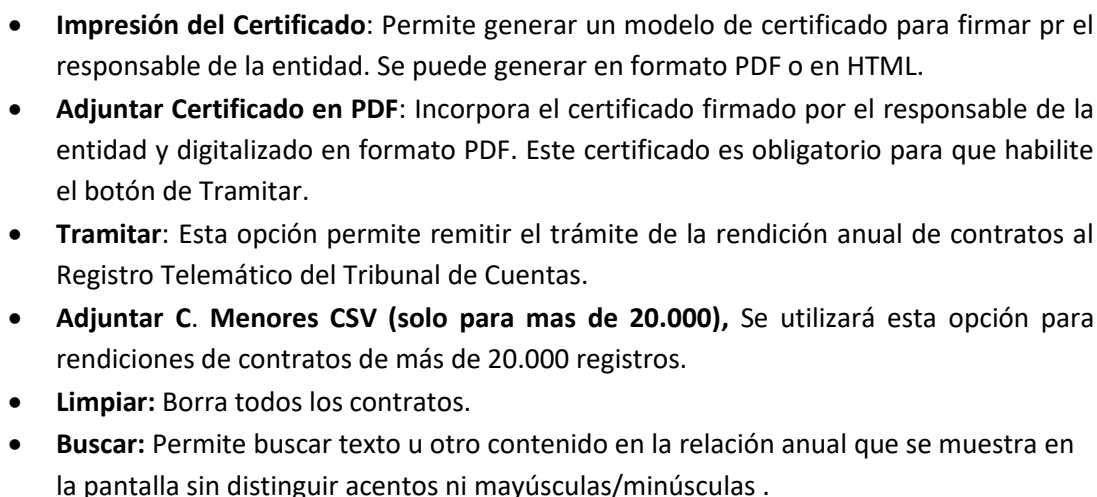 • Impresión del Certificado: Permite generar un modelo de certificado para firmar pr el
responsable de la entidad. Se puede generar en formato PDF o en HTML.
• Adjuntar Certificado en PDF: Incorpora el certificado firmado por el responsable de la
entidad y digitalizado en formato PDF. Este certificado es obligatorio para que habilite
el botón de Tramitar.
• Tramitar: Esta opción permite remitir el trámite de la rendición anual de contratos al
Registro Telemático del Tribunal de Cuentas.
• Adjuntar C. Menores CSV (solo para mas de 20.000), Se utilizará esta opción para
rendiciones de contratos de más de 20.000 registros.
• Limpiar: Borra todos los contratos.
• Buscar: Permite buscar texto u otro contenido en la relación anual que se muestra en
la pantalla sin distinguir acentos ni mayúsculas/minúsculas .